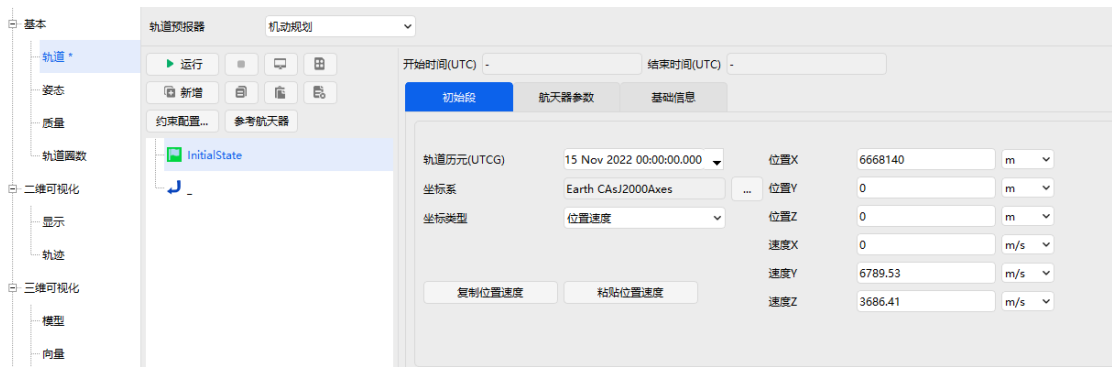 基本
轨道 *
姿态
质量
轨道圈数
二维可视化
显示
轨迹
三维可视化
模型
向量
轨道预报器 机动规划
运行
新增
约束配置... 参考航天器
InitialState
_
开始时间(UTC) - 结束时间(UTC) -
初始段 航天器参数 基础信息
轨道历元(UTCG) 15 Nov 2022 00:00:00.000 位置X 6668140 m
坐标系 Earth CAsJ2000Axes ... 位置Y 0 m
坐标类型 位置速度 位置Z 0 m
速度X 0 m/s
速度Y 6789.53 m/s
复制位置速度 粘贴位置速度 速度Z 3686.41 m/s